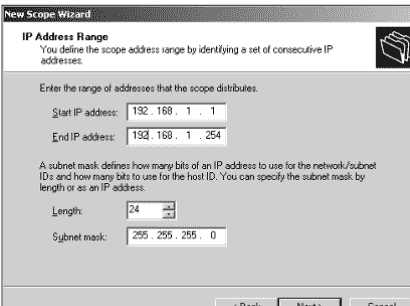 New Scope Wizard
IP Address Range
You define the scope address range by identifying a set of consecutive IP
addresses.
Enter the range of addresses that the scope distributes.
Start IP address: 192 . 168 . 1 . 1
End IP address: 192 . 168 . 1 . 254
A subnet mask defines how many bits of an IP address to use for the network/subnet
IDs and how many bits to use for the host ID. You can specify the subnet mask by
length or as an IP address.
Length: 24
Subnet mask: 255 . 255 . 255 . 0
< Back Next > Cancel